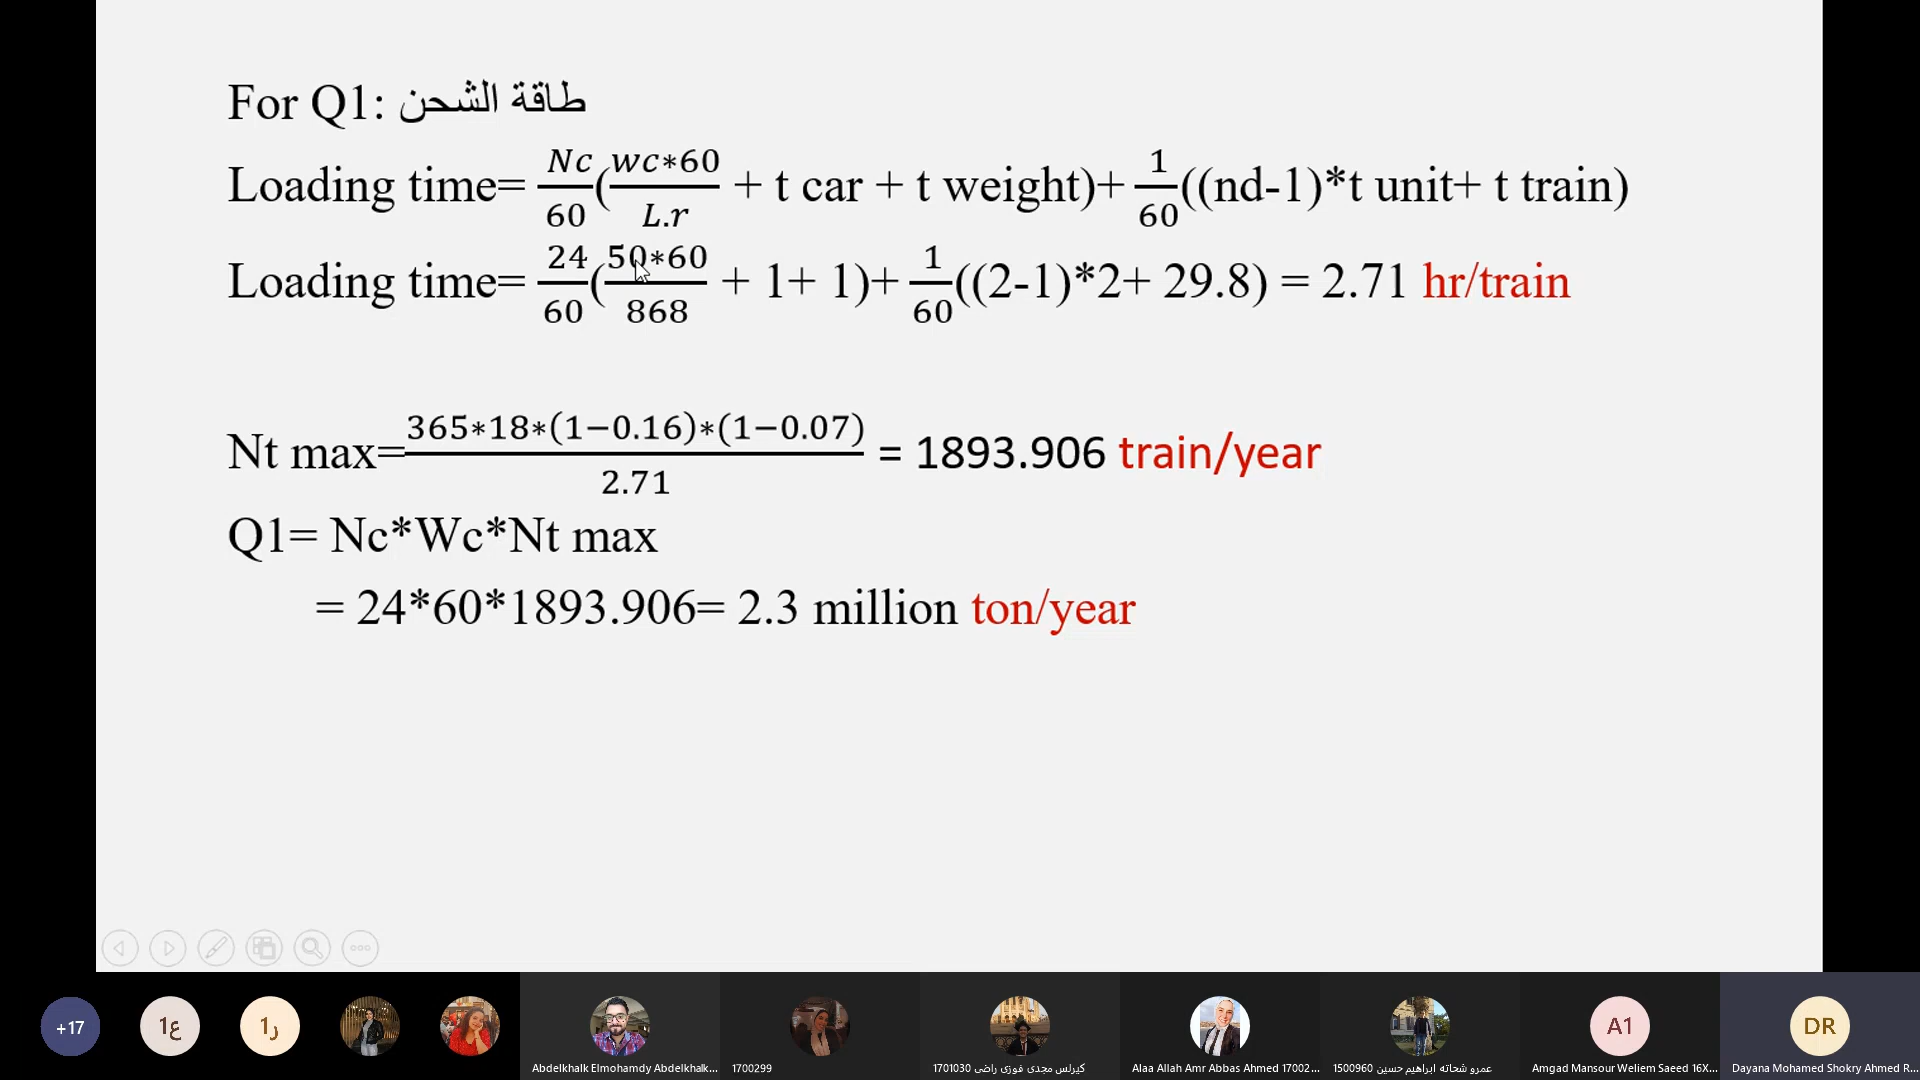 For Q1: طاقة الشحن
Loading time= Nc/60(wc*60/L.r + t car + t weight)+ 1/60((nd-1)*t unit+ t train)
Loading time= 24/60(50*60/868 + 1+ 1)+ 1/60((2-1)*2+ 29.8) = 2.71 hr/train
Nt max=365*18*(1−0.16)*(1−0.07)/2.71 = 1893.906 train/year
Q1= Nc*Wc*Nt max
= 24*60*1893.906= 2.3 million ton/year
+17
ع1
ر1
A1
DR
Abdelkhalk Elmohamdy Abdelkhalk...
1700299
كيرلس مجدى فوزى راضى 1701030
Alaa Allah Amr Abbas Ahmed 17002...
عمرو شحاته ابراهيم حسين 1500960
Amgad Mansour Weliem Saeed 16X...
Dayana Mohamed Shokry Ahmed R...